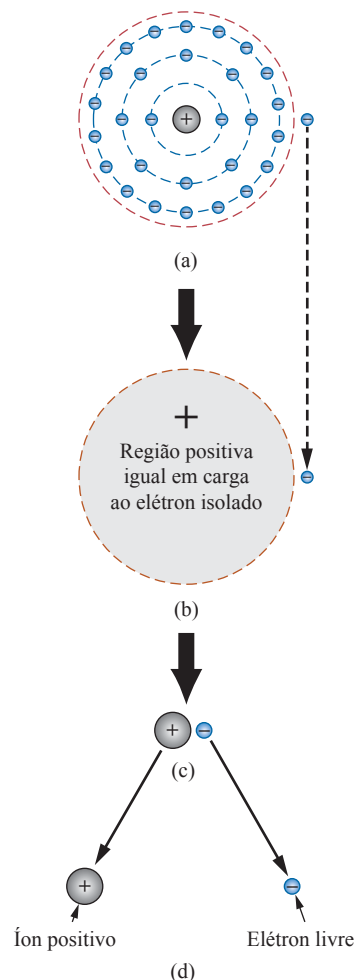 (a)
+
Região positiva
igual em carga
ao elétron isolado
(b)
(c)
Íon positivo
Elétron livre
(d)